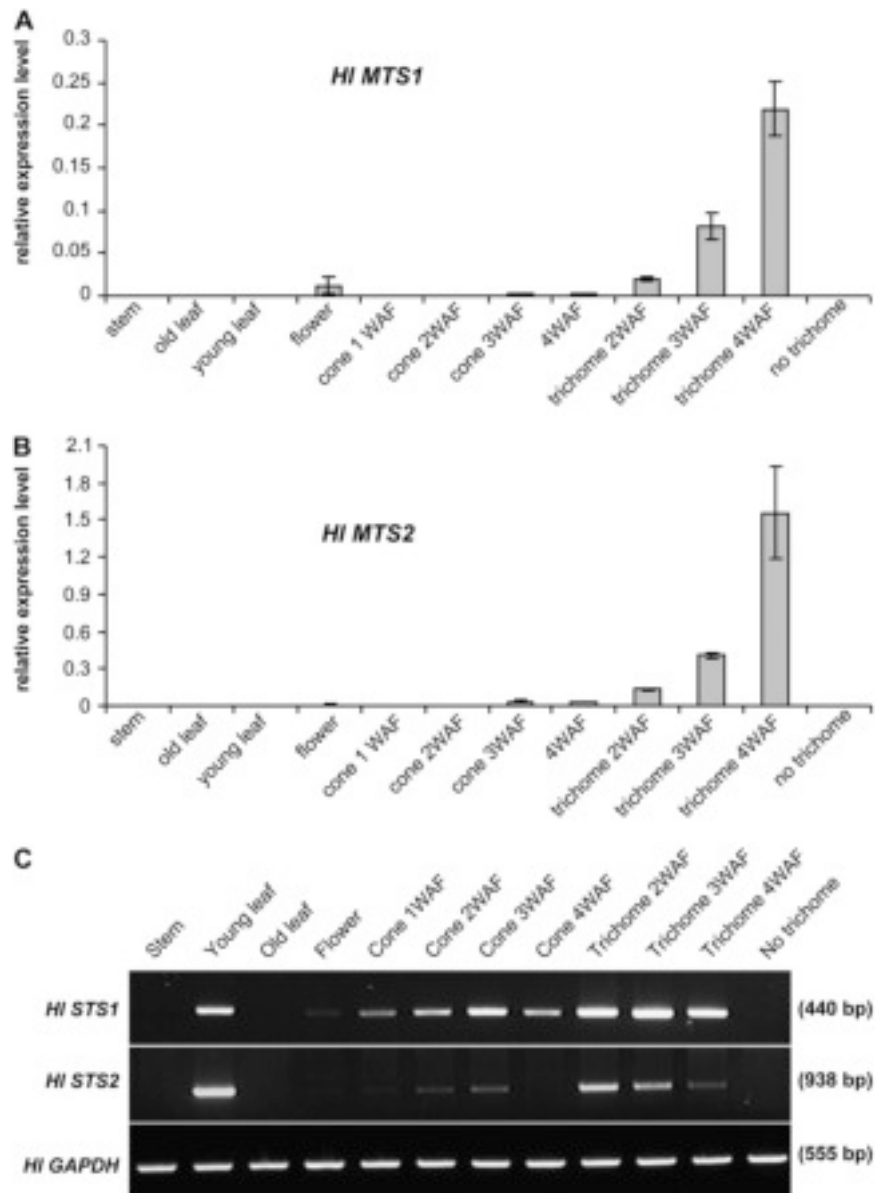 A
relative expression level
0.3
0.25
0.2
0.15
0.1
0.05
0
HI MTS1
stem
old leaf
young leaf
flower
cone 1 WAF
cone 2WAF
cone 3WAF
4WAF
trichome 2WAF
trichome 3WAF
trichome 4WAF
no trichome
B
relative expression level
2.1
1.8
1.5
1.2
0.9
0.6
0.3
0
HI MTS2
stem
old leaf
young leaf
flower
cone 1 WAF
cone 2WAF
cone 3WAF
4WAF
trichome 2WAF
trichome 3WAF
trichome 4WAF
no trichome
C
Stem
Young leaf
Old leaf
Flower
Cone 1WAF
Cone 2WAF
Cone 3WAF
Cone 4WAF
Trichome 2WAF
Trichome 3WAF
Trichome 4WAF
No trichome
HI STS1 (440 bp)
HI STS2 (938 bp)
HI GAPDH (555 bp)